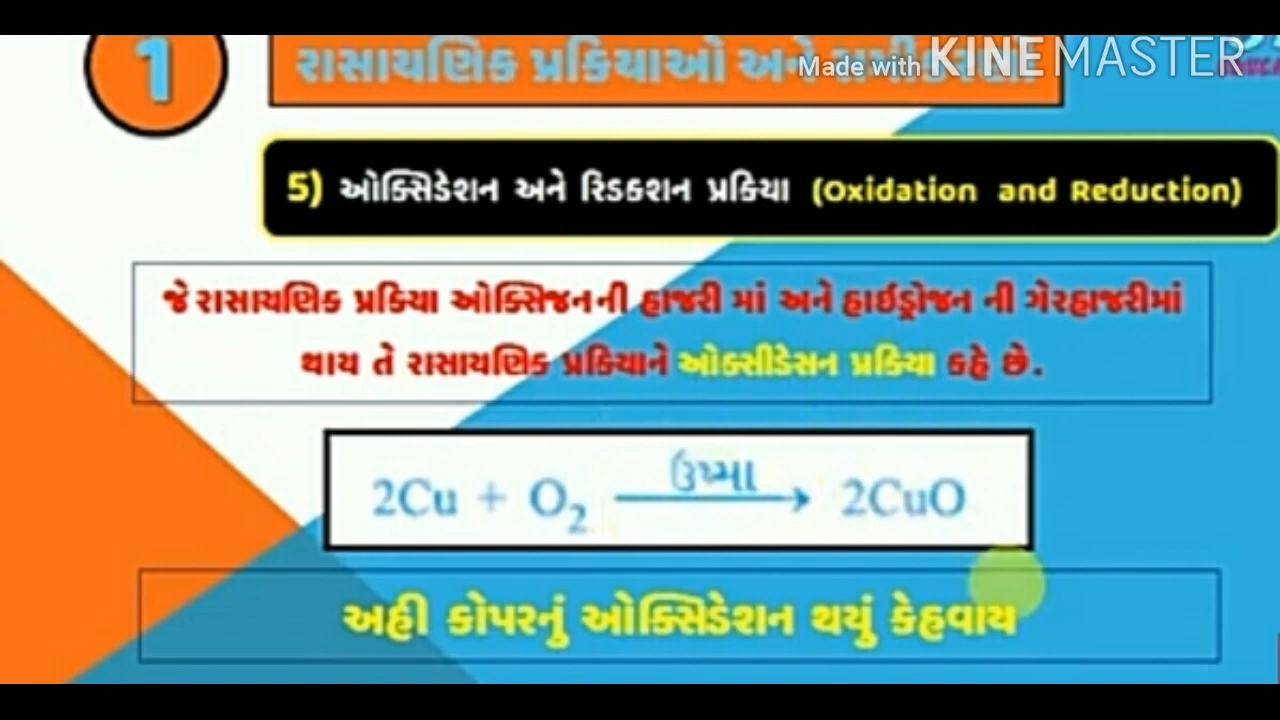 1
રાસાયણિક પ્રક્રિયાઓ અને
Made with KINEMASTER
5) ઓક્સિડેશન અને રિડકશન પ્રક્રિયા (Oxidation and Reduction)
જે રાસાયણિક પ્રક્રિયા ઓક્સિજનની હાજરી માં અને હાઈડ્રોજન ની ગેરહાજરીમાં
થાય તે રાસાયણિક પ્રક્રિયાને ઓક્સીડેસન પ્રક્રિયા કહે છે.
ઉષ્મા
2Cu + O₂ ⟶ 2CuO
અહી કોપરનું ઓક્સિડેશન થયું કેહવાય